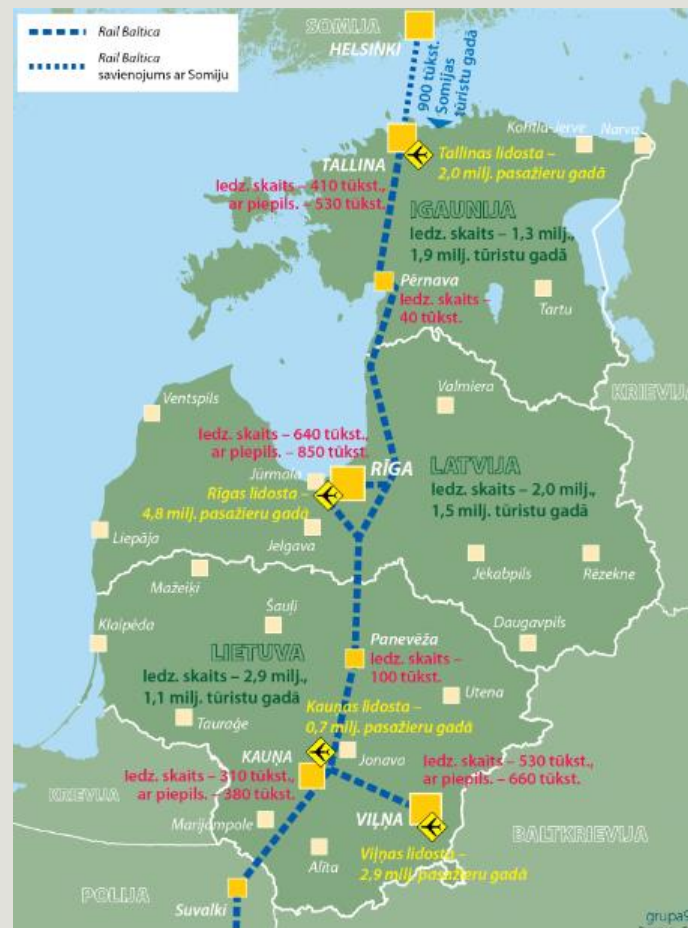 Rail Baltica
Rail Baltica
savienojums ar Somiju
SOMIJA
HELSINKI
900 tūkst.
Somijas
tūristu gadā
TALLINA
Kohtla-Jerve
Narva
Tallinas lidosta –
2,0 milj. pasažieru gadā
Iedz. skaits – 410 tūkst.,
ar piepils. – 530 tūkst.
IGAUNIJA
Iedz. skaits – 1,3 milj.,
1,9 milj. tūristu gadā
Pērnava
Iedz. skaits –
40 tūkst.
Tartu
KRIEVIJA
Ventspils
Valmiera
Iedz. skaits – 640 tūkst.,
ar piepils. – 850 tūkst.
RĪGA
Jūrmala
Rīgas lidosta –
4,8 milj. pasažieru gadā
LATVIJA
Iedz. skaits – 2,0 milj.,
1,5 milj. tūristu gadā
Liepāja
Jelgava
Jēkabpils
Rēzekne
Mažeiķi
Šauļi
Daugavpils
Klaipēda
Panevēža
Iedz. skaits –
100 tūkst.
LIETUVA
Iedz. skaits – 2,9 milj.,
1,1 milj. tūristu gadā
Utena
Tauraģe
Kauņas lidosta –
0,7 milj. pasažieru gadā
KAUŅA
Jonava
Iedz. skaits – 310 tūkst.,
ar piepils. – 380 tūkst.
Iedz. skaits – 530 tūkst.,
ar piepils. – 660 tūkst.
KRIEVIJA
Marijampole
VIĻŅA
Alīta
Viļņas lidosta –
2,9 milj. pasažieru gadā
BALTKRIEVIJA
POLIJA
Suvalki
grupa9